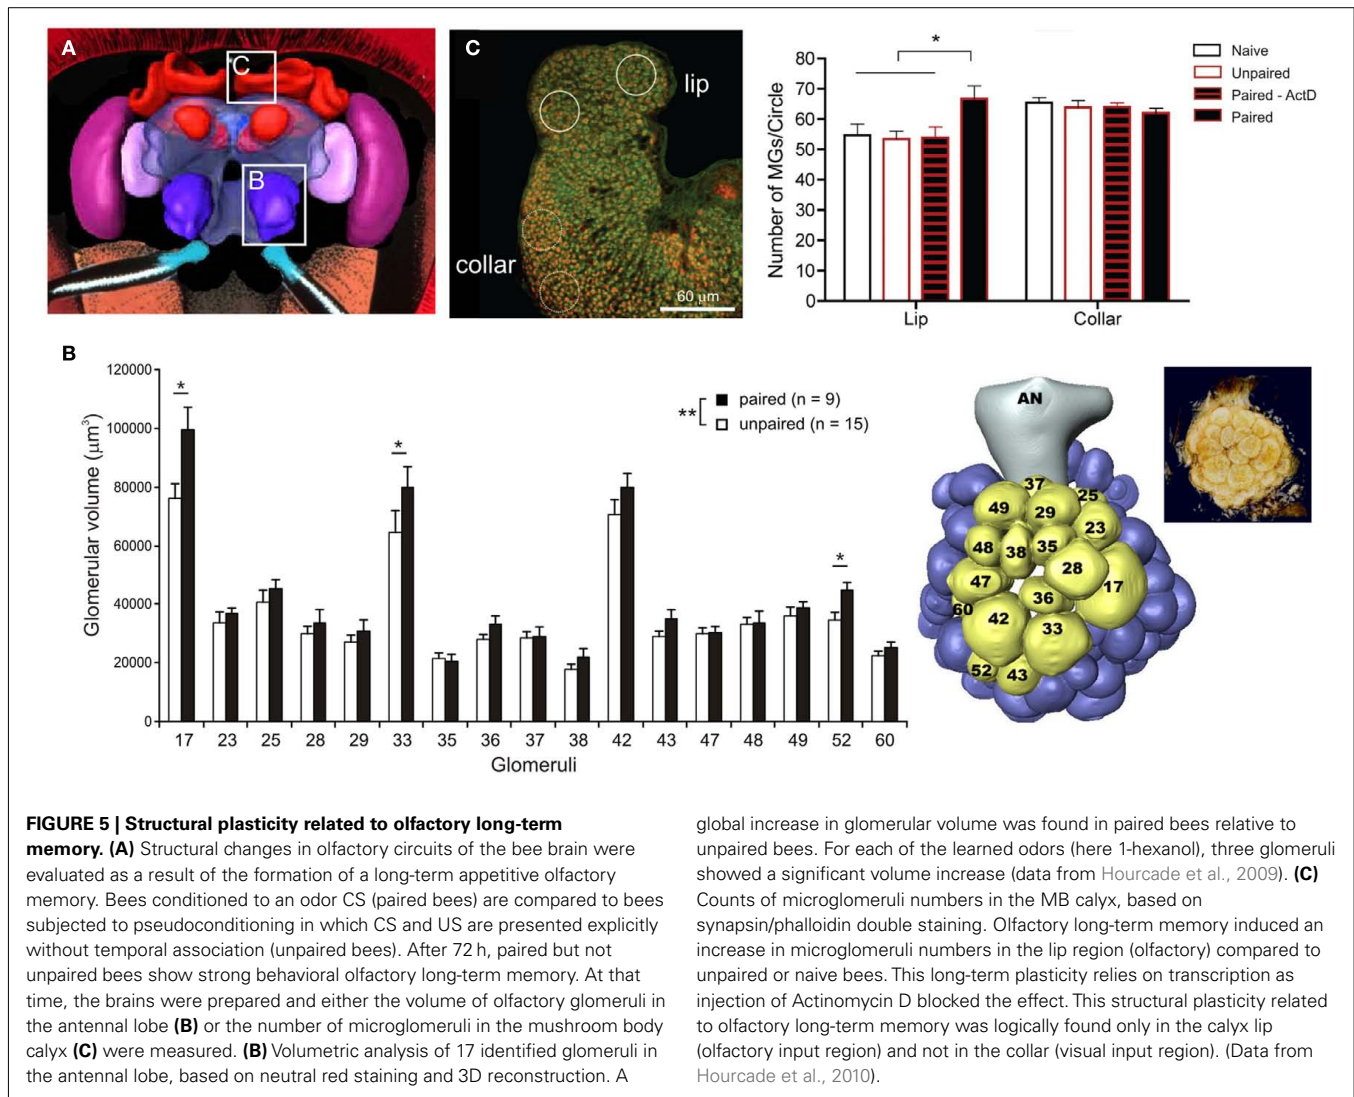 A
C
B
C
lip
collar
60 µm
Number of MGs/Circle
80
70
60
50
40
30
20
10
0
*
Lip
Collar
Naive
Unpaired
Paired - ActD
Paired
B
Glomerular volume (µm³)
120000
100000
80000
60000
40000
20000
0
*
*
*
** paired (n = 9)
unpaired (n = 15)
17 23 25 28 29 33 35 36 37 38 42 43 47 48 49 52 60
Glomeruli
AN
37
25
49
29
23
48
38
35
28
47
17
36
60
42
33
52
43
FIGURE 5 | Structural plasticity related to olfactory long-term
memory. (A) Structural changes in olfactory circuits of the bee brain were
evaluated as a result of the formation of a long-term appetitive olfactory
memory. Bees conditioned to an odor CS (paired bees) are compared to bees
subjected to pseudoconditioning in which CS and US are presented explicitly
without temporal association (unpaired bees). After 72 h, paired but not
unpaired bees show strong behavioral olfactory long-term memory. At that
time, the brains were prepared and either the volume of olfactory glomeruli in
the antennal lobe (B) or the number of microglomeruli in the mushroom body
calyx (C) were measured. (B) Volumetric analysis of 17 identified glomeruli in
the antennal lobe, based on neutral red staining and 3D reconstruction. A
global increase in glomerular volume was found in paired bees relative to
unpaired bees. For each of the learned odors (here 1-hexanol), three glomeruli
showed a significant volume increase (data from Hourcade et al., 2009). (C)
Counts of microglomeruli numbers in the MB calyx, based on
synapsin/phalloidin double staining. Olfactory long-term memory induced an
increase in microglomeruli numbers in the lip region (olfactory) compared to
unpaired or naive bees. This long-term plasticity relies on transcription as
injection of Actinomycin D blocked the effect. This structural plasticity related
to olfactory long-term memory was logically found only in the calyx lip
(olfactory input region) and not in the collar (visual input region). (Data from
Hourcade et al., 2010).